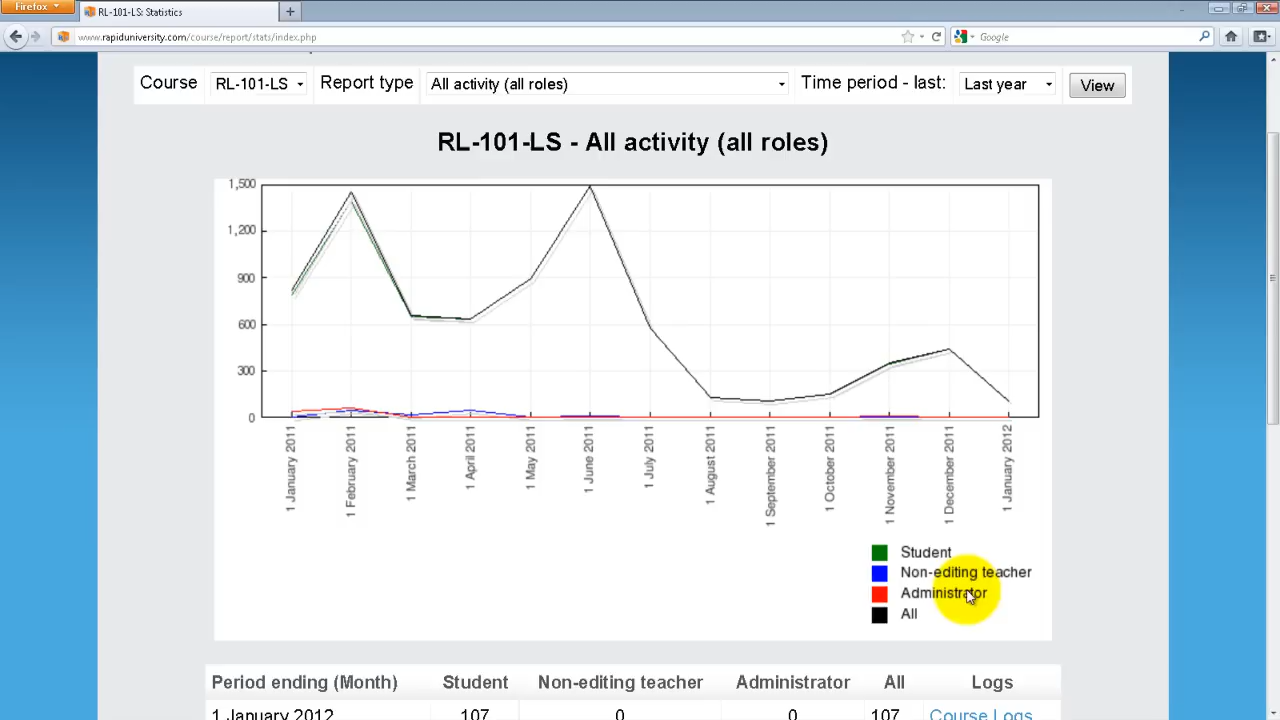 Firefox
RL-101-LS: Statistics
www.rapiduniversity.com/course/report/stats/index.php
Google
Course RL-101-LS Report type All activity (all roles) Time period - last: Last year View
RL-101-LS - All activity (all roles)
1,500
1,200
900
600
300
0
1 January 2011
1 February 2011
1 March 2011
1 April 2011
1 May 2011
1 June 2011
1 July 2011
1 August 2011
1 September 2011
1 October 2011
1 November 2011
1 December 2011
1 January 2012
Student
Non-editing teacher
Administrator
All
Period ending (Month) Student Non-editing teacher Administrator All Logs
1 January 2012 107 0 0 107 Course Logs